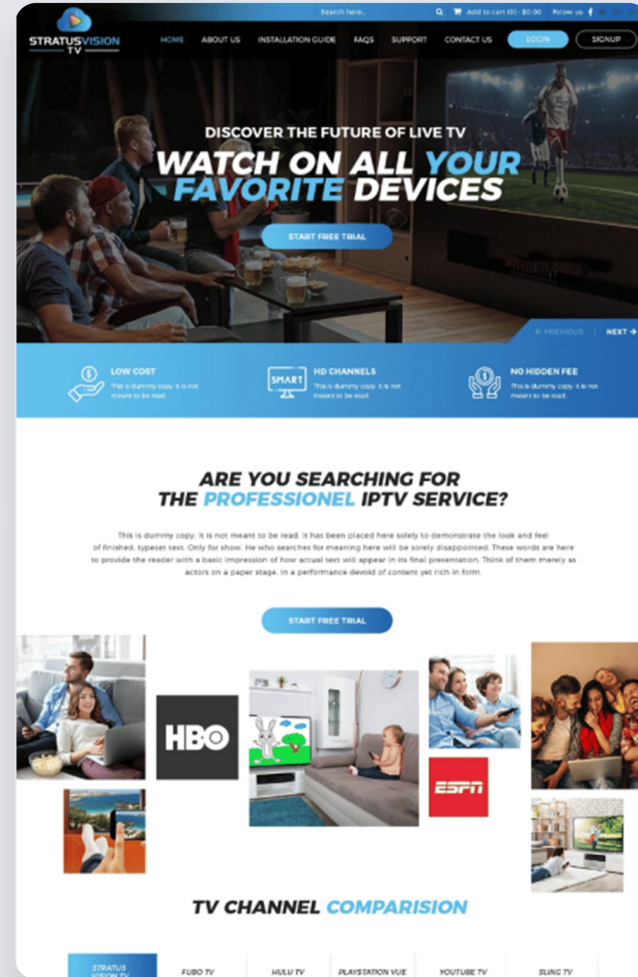 Search here..
Add to cart (0) - $0.00
Follow us
STRATUSVISION
TV
HOME
ABOUT US
INSTALLATION GUIDE
FAQS
SUPPORT
CONTACT US
LOGIN
SIGNUP
DISCOVER THE FUTURE OF LIVE TV
WATCH ON ALL YOUR
FAVORITE DEVICES
START FREE TRIAL
← PREVIOUS | NEXT →
LOW COST
This is dummy copy. It is not
meant to be read.
SMART
HD CHANNELS
This is dummy copy. It is not
meant to be read.
NO HIDDEN FEE
This is dummy copy. It is not
meant to be read.
ARE YOU SEARCHING FOR
THE PROFESSIONEL IPTV SERVICE?
This is dummy copy. It is not meant to be read. It has been placed here solely to demonstrate the look and feel
of finished, typeset text. Only for show. He who searches for meaning here will be sorely disappointed. These words are here
to provide the reader with a basic impression of how actual text will appear in its final presentation. Think of them merely as
actors on a paper stage, in a performance devoid of content yet rich in form.
START FREE TRIAL
HBO
ESPN
TV CHANNEL COMPARISION
STRATUS
VISION TV
FUBO TV
HULU TV
PLAYSTATION VUE
YOUTUBE TV
SLING TV